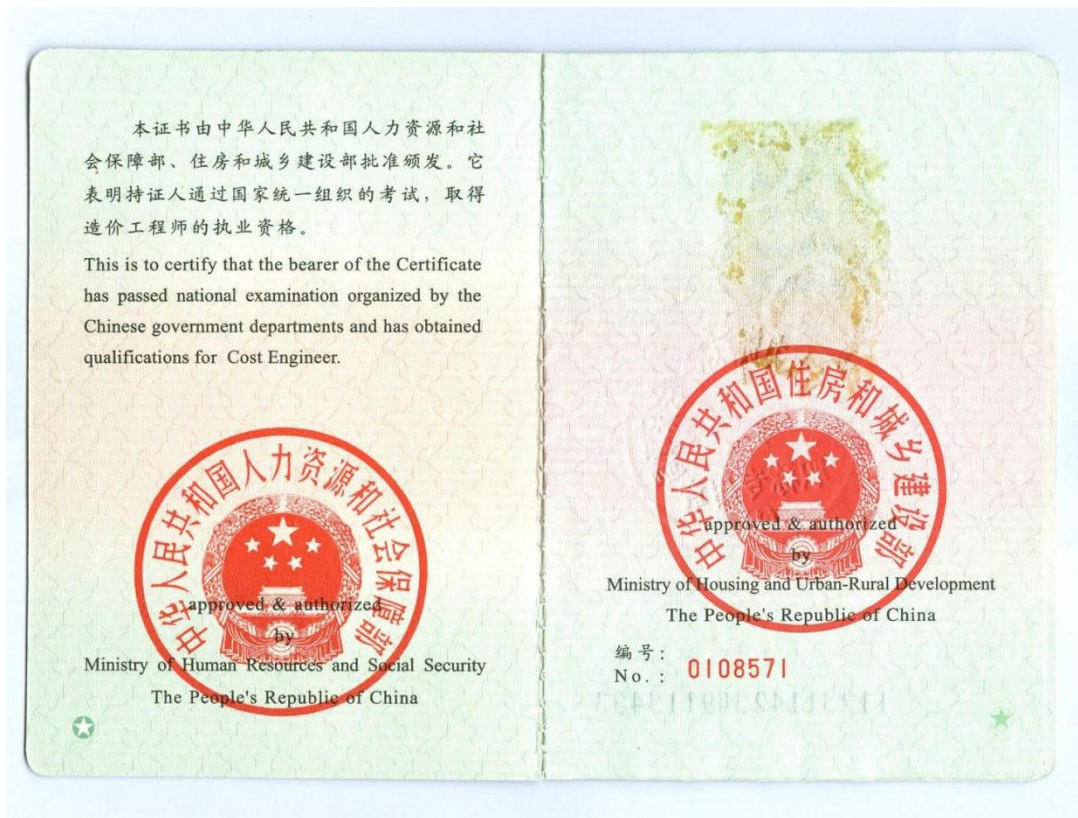 本证书由中华人民共和国人力资源和社
会保障部、住房和城乡建设部批准颁发。它
表明持证人通过国家统一组织的考试，取得
造价工程师的执业资格。
This is to certify that the bearer of the Certificate
has passed national examination organized by the
Chinese government departments and has obtained
qualifications for Cost Engineer.
中华人民共和国人力资源和社会保障部
approved & authorized
by
Ministry of Human Resources and Social Security
The People's Republic of China
中华人民共和国住房和城乡建设部
approved & authorized
by
Ministry of Housing and Urban-Rural Development
The People's Republic of China
编号:
No.: 0108571